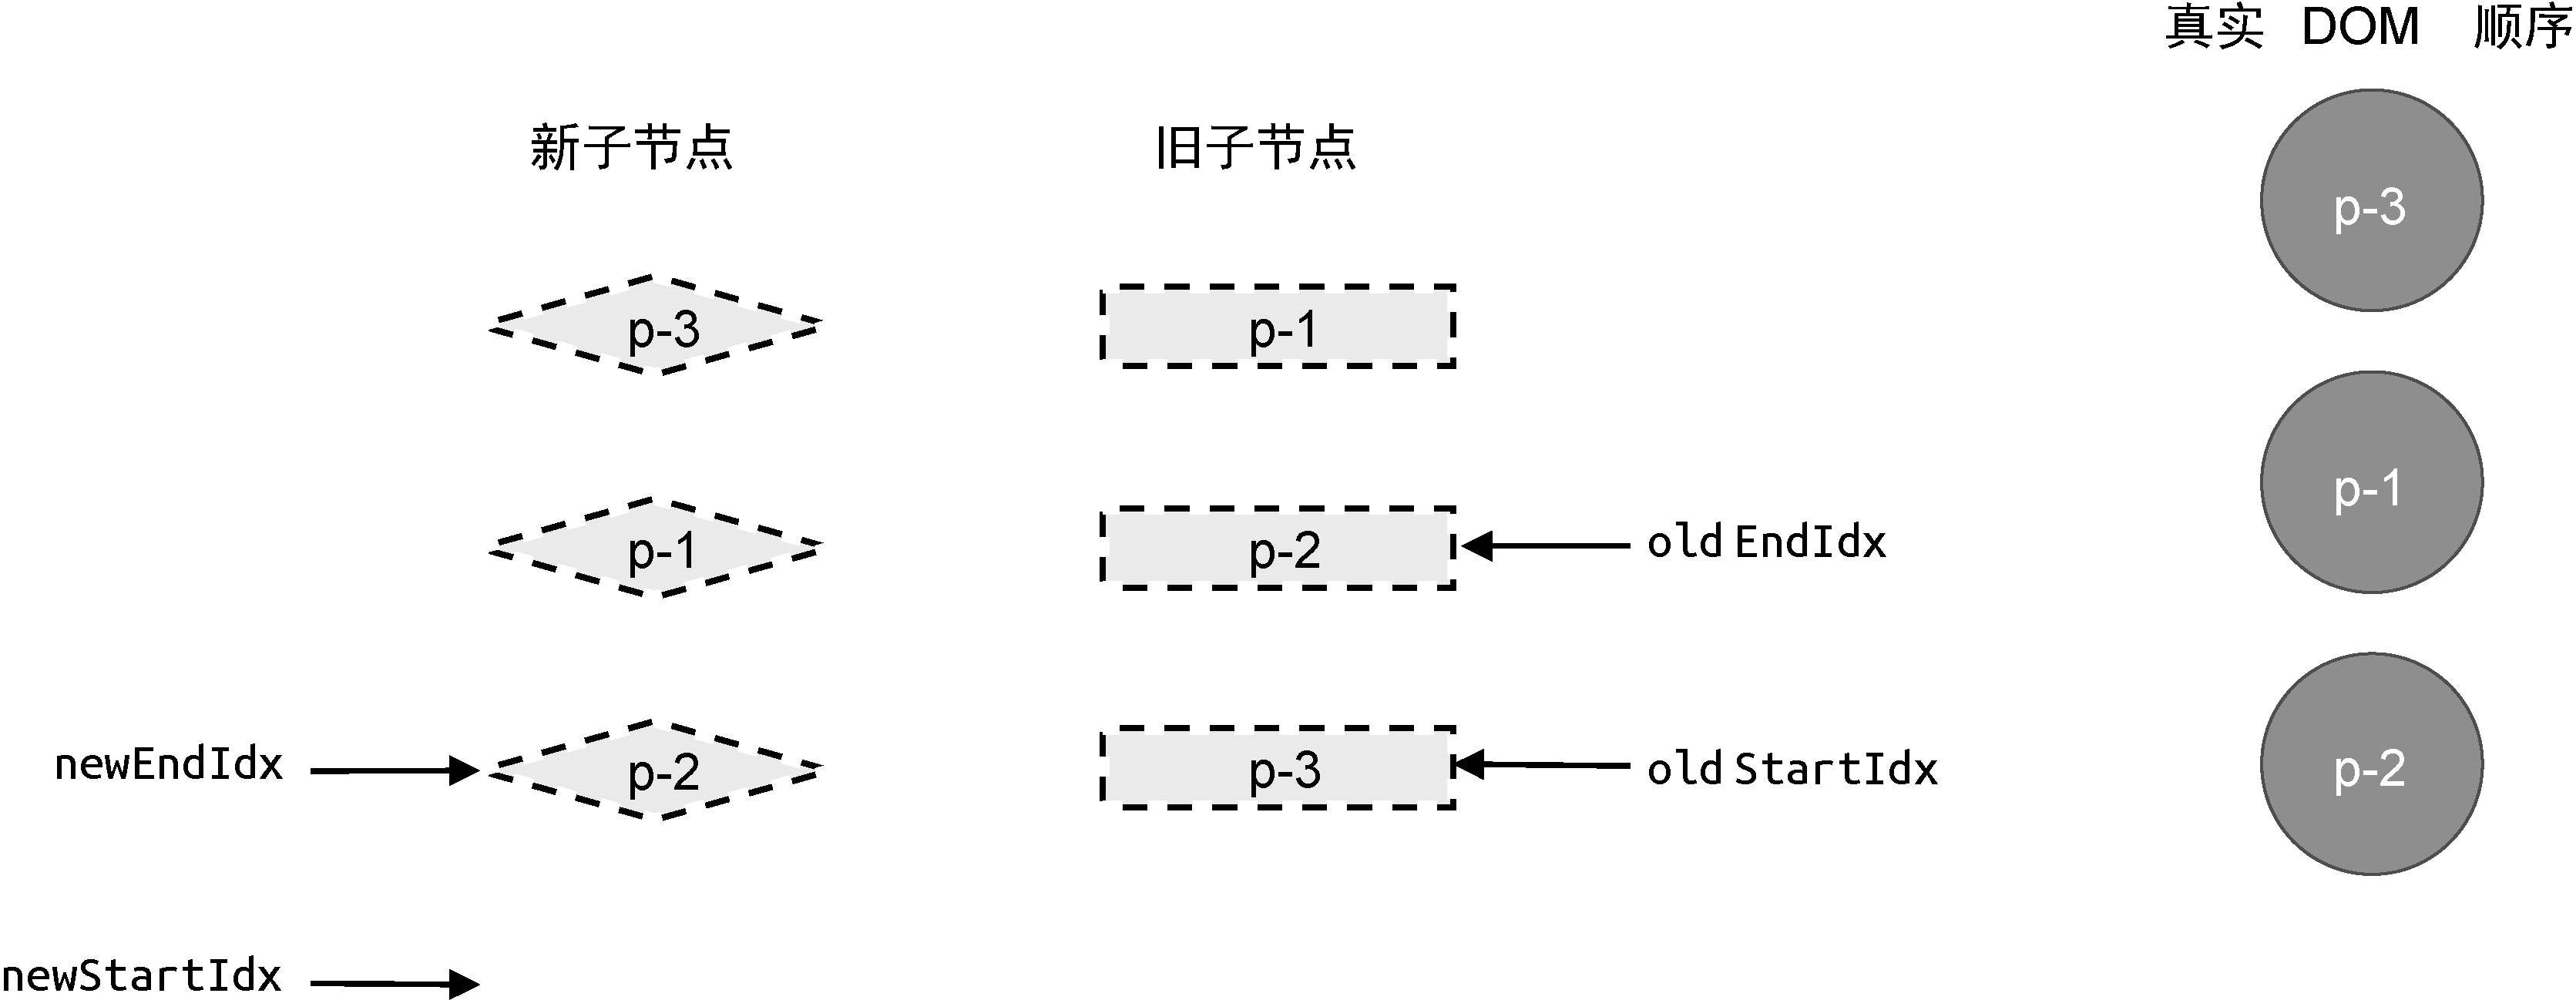 真实 DOM 顺序
新子节点 旧子节点
p-3
p-3 p-1
p-1
p-1 p-2 old EndIdx
newEndIdx p-2 p-3 old StartIdx
p-2
newStartIdx